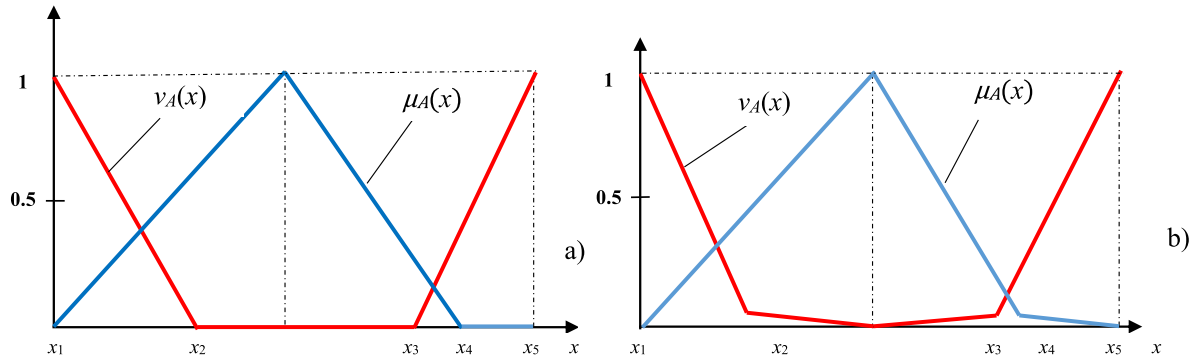 1
0.5
v_A(x)
μ_A(x)
a)
x₁ x₂ x₃ x₄ x₅ x
1
0.5
v_A(x)
μ_A(x)
b)
x₁ x₂ x₃ x₄ x₅ x